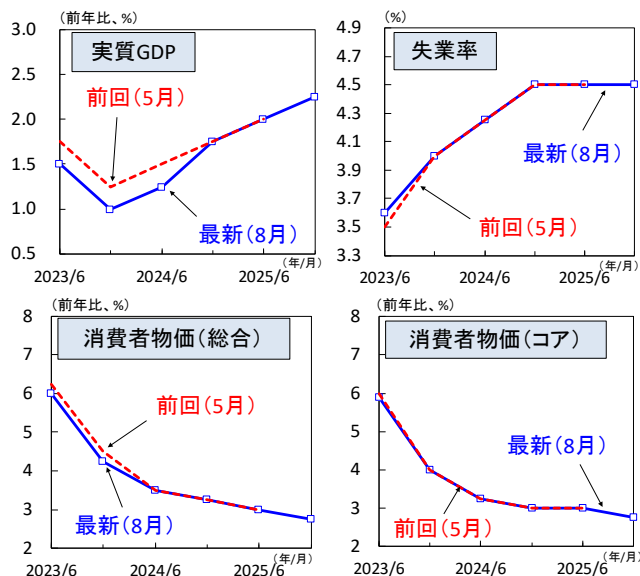 (前年比、%)
実質GDP
3.0
2.5
2.0
1.5
1.0
0.5
前回(5月)
最新(8月)
2023/6 2024/6 2025/6
(年/月)
(%)
失業率
4.9
4.7
4.5
4.3
4.1
3.9
3.7
3.5
3.3
最新(8月)
前回(5月)
2023/6 2024/6 2025/6
(年/月)
(前年比、%)
消費者物価(総合)
8
7
6
5
4
3
2
前回(5月)
最新(8月)
2023/6 2024/6 2025/6
(年/月)
(前年比、%)
消費者物価(コア)
8
7
6
5
4
3
2
最新(8月)
前回(5月)
2023/6 2024/6 2025/6
(年/月)